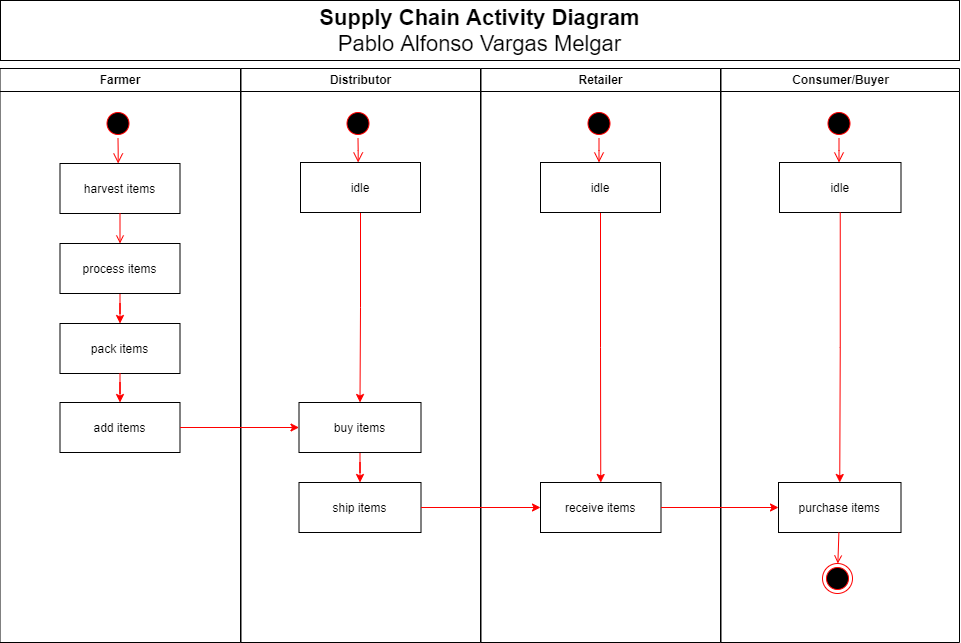 Supply Chain Activity Diagram
Pablo Alfonso Vargas Melgar
Farmer
Distributor
Retailer
Consumer/Buyer
harvest items
idle
idle
idle
process items
pack items
add items
buy items
ship items
receive items
purchase items